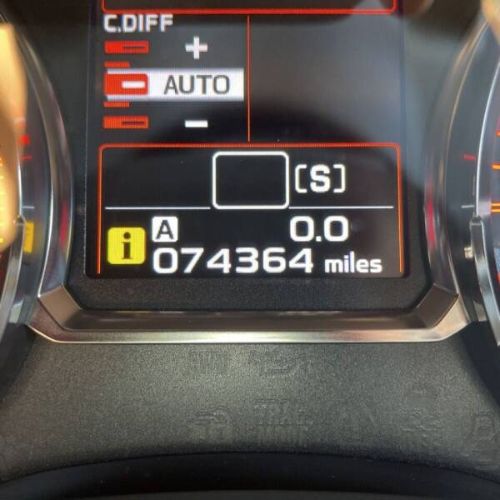 C.DIFF
+
AUTO
−
[S]
i A 0.0
074364 miles